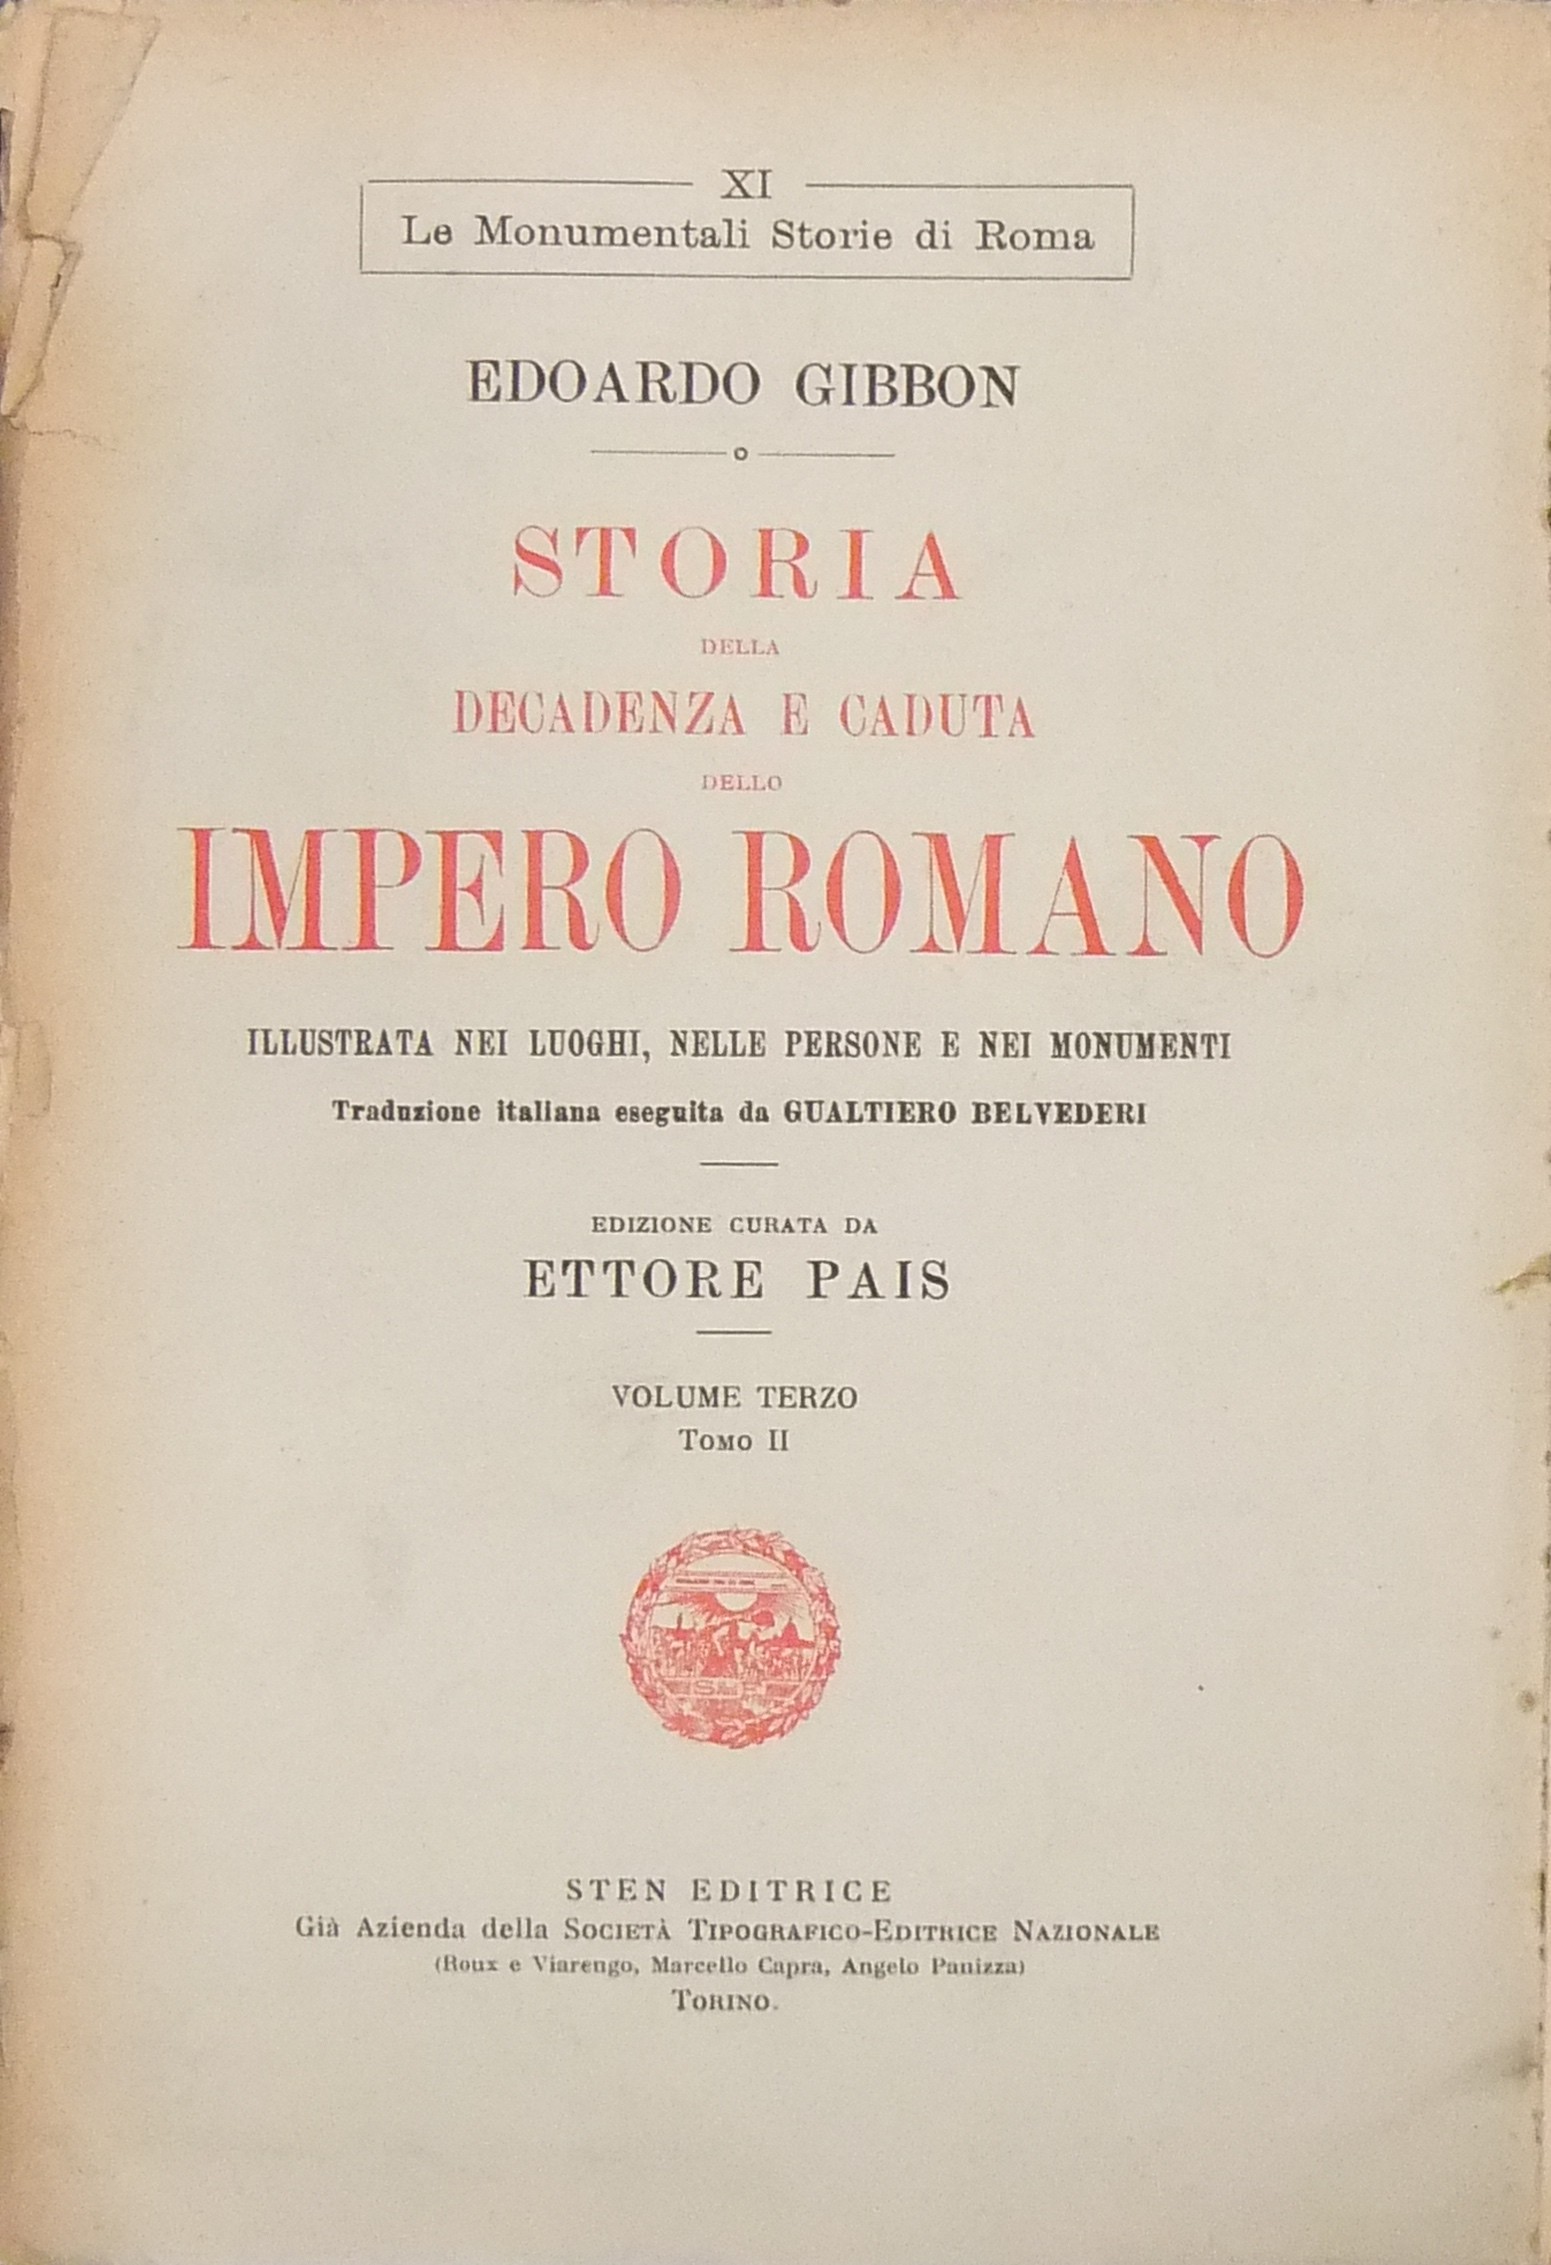 XI
Le Monumentali Storie di Roma
EDOARDO GIBBON
STORIA
DELLA
DECADENZA E CADUTA
DELLO
IMPERO ROMANO
ILLUSTRATA NEI LUOGHI, NELLE PERSONE E NEI MONUMENTI
Traduzione italiana eseguita da GUALTIERO BELVEDERI
EDIZIONE CURATA DA
ETTORE PAIS
VOLUME TERZO
TOMO II
STEN EDITRICE
Già Azienda della SOCIETÀ TIPOGRAFICO-EDITRICE NAZIONALE
(Roux e Viarengo, Marcello Capra, Angelo Panizza)
TORINO.